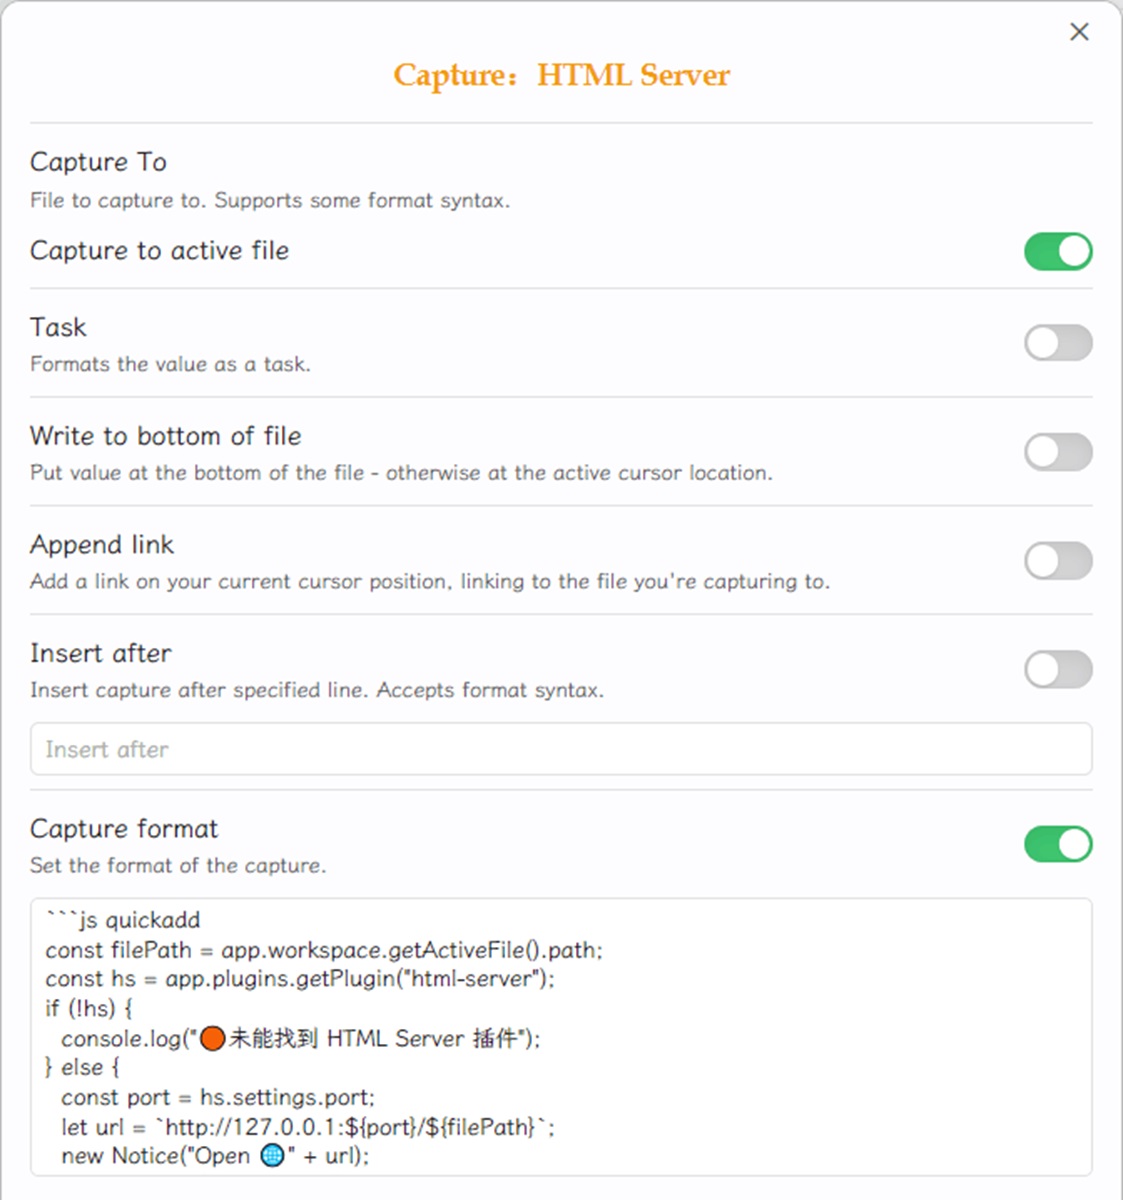 Capture：HTML Server
Capture To
File to capture to. Supports some format syntax.
Capture to active file
Task
Formats the value as a task.
Write to bottom of file
Put value at the bottom of the file - otherwise at the active cursor location.
Append link
Add a link on your current cursor position, linking to the file you're capturing to.
Insert after
Insert capture after specified line. Accepts format syntax.
Insert after
Capture format
Set the format of the capture.
```js quickadd
const filePath = app.workspace.getActiveFile().path;
const hs = app.plugins.getPlugin("html-server");
if (!hs) {
  console.log("🟠未能找到 HTML Server 插件");
} else {
  const port = hs.settings.port;
  let url = `http://127.0.0.1:${port}/${filePath}`;
  new Notice("Open 🌐" + url);